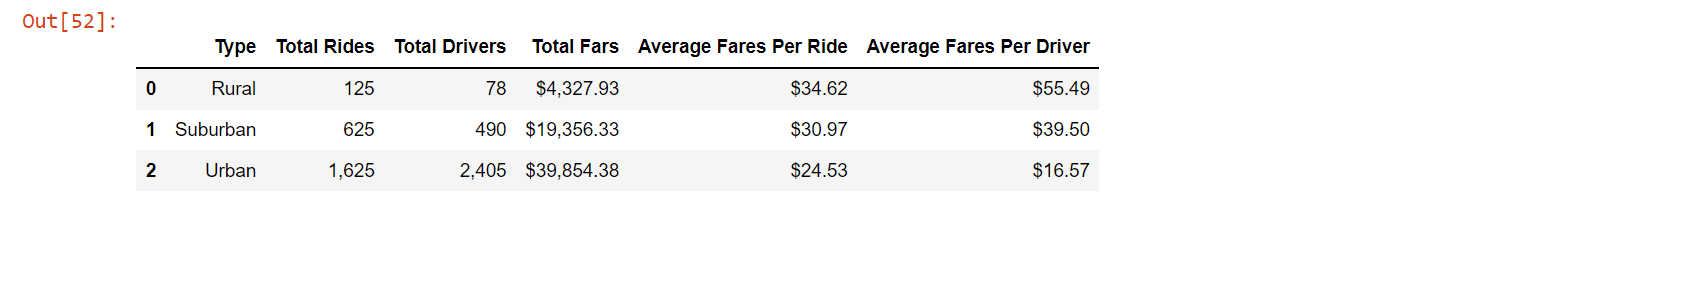 Out[52]:
Type Total Rides Total Drivers Total Fars Average Fares Per Ride Average Fares Per Driver
0 Rural 125 78 $4,327.93 $34.62 $55.49
1 Suburban 625 490 $19,356.33 $30.97 $39.50
2 Urban 1,625 2,405 $39,854.38 $24.53 $16.57